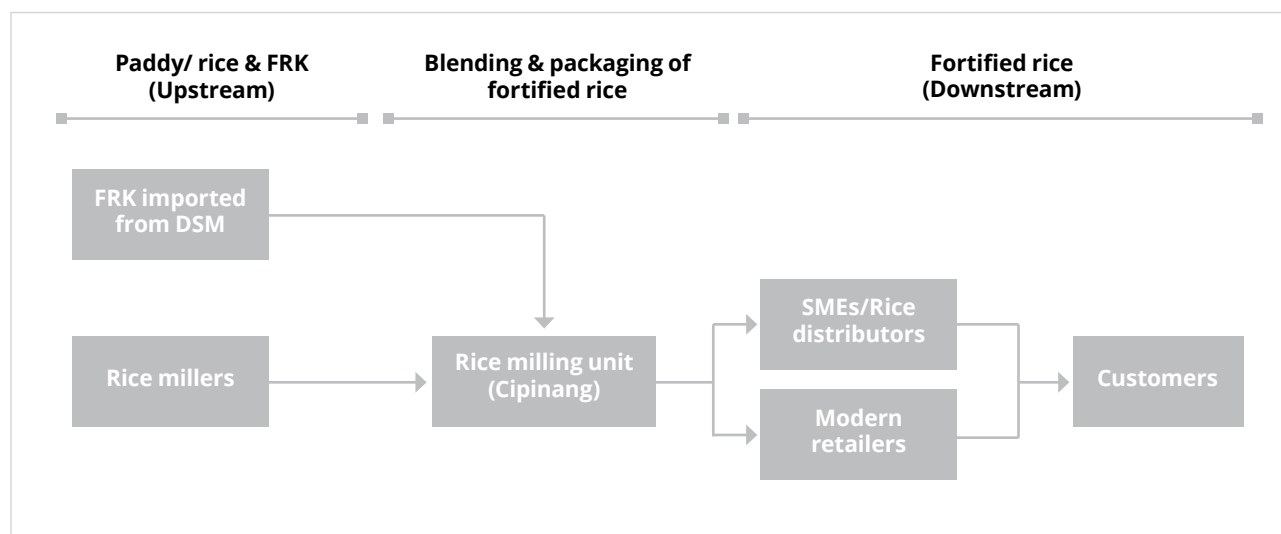 Paddy/ rice & FRK
(Upstream)
Blending & packaging of
fortified rice
Fortified rice
(Downstream)
FRK imported
from DSM
Rice millers
Rice milling unit
(Cipinang)
SMEs/Rice
distributors
Modern
retailers
Customers